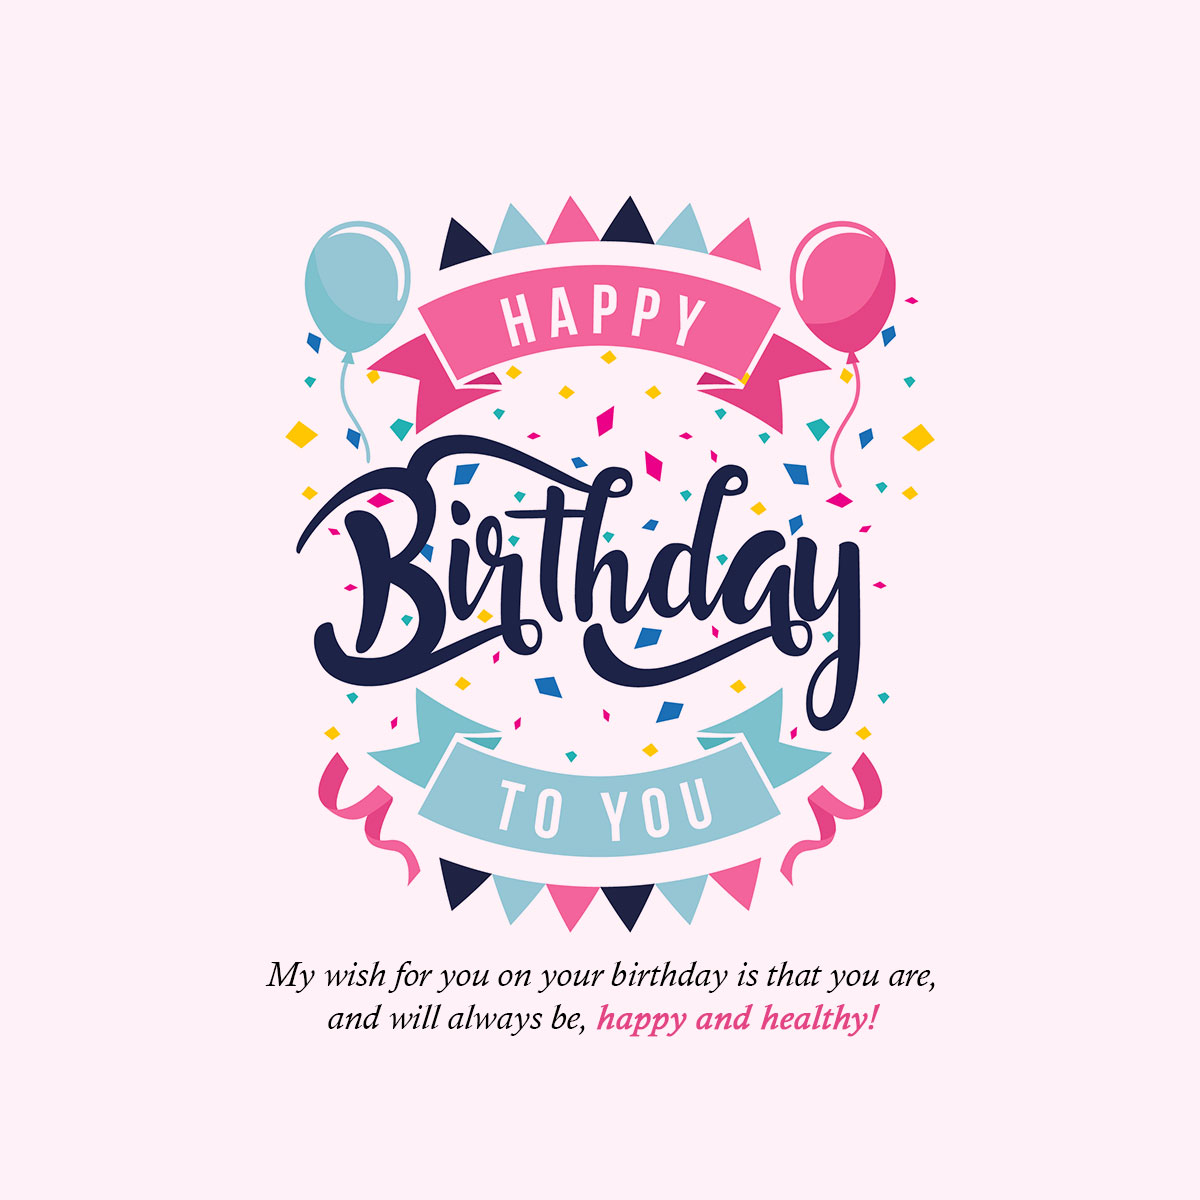 HAPPY
Birthday
TO YOU
My wish for you on your birthday is that you are,
and will always be, happy and healthy!